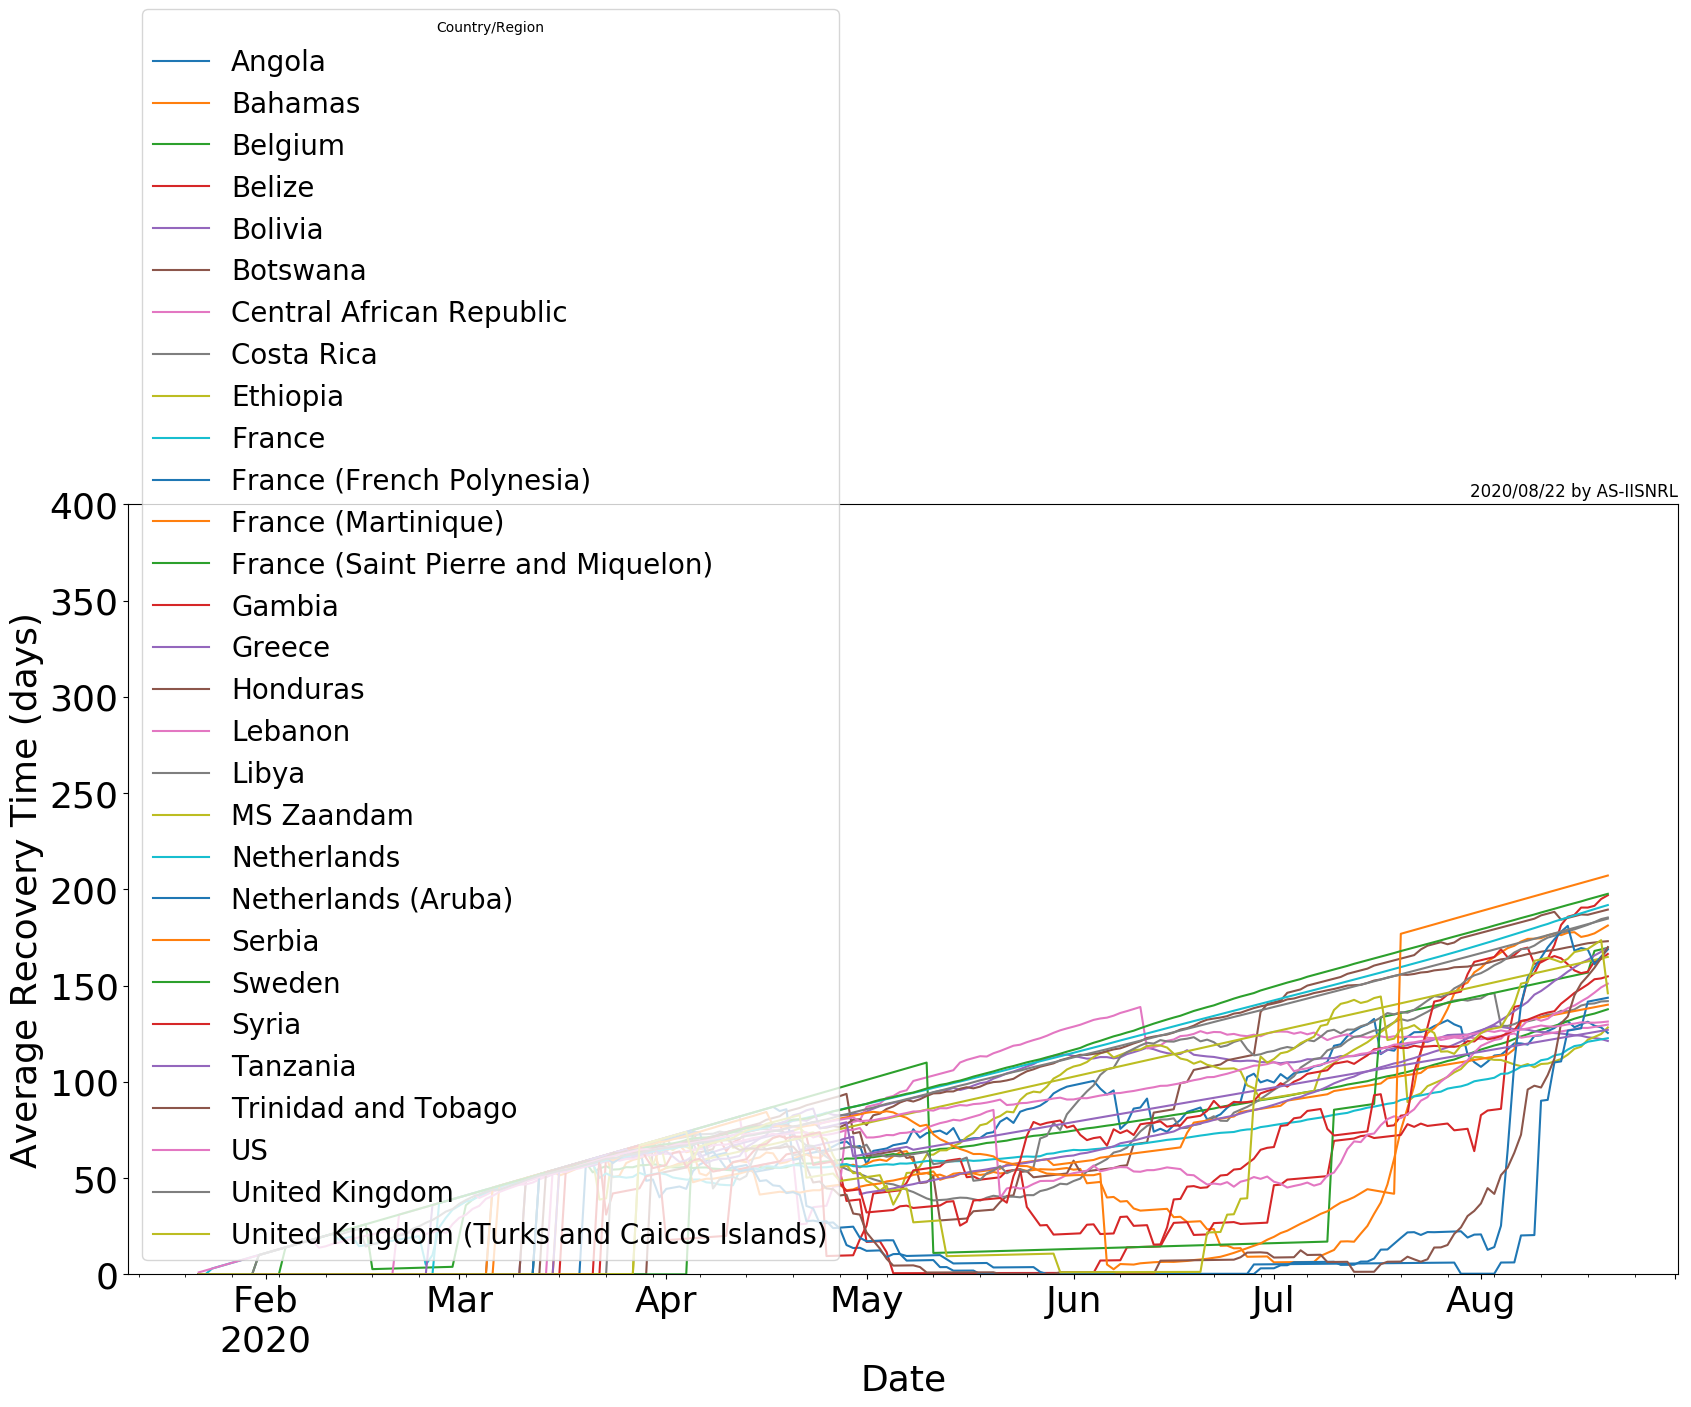 Country/Region
Angola
Bahamas
Belgium
Belize
Bolivia
Botswana
Central African Republic
Costa Rica
Ethiopia
France
France (French Polynesia)
France (Martinique)
France (Saint Pierre and Miquelon)
Gambia
Greece
Honduras
Lebanon
Libya
MS Zaandam
Netherlands
Netherlands (Aruba)
Serbia
Sweden
Syria
Tanzania
Trinidad and Tobago
US
United Kingdom
United Kingdom (Turks and Caicos Islands)
2020/08/22 by AS-IISNRL
400
350
300
250
200
150
100
50
0
Average Recovery Time (days)
Feb Mar Apr May Jun Jul Aug
2020
Date